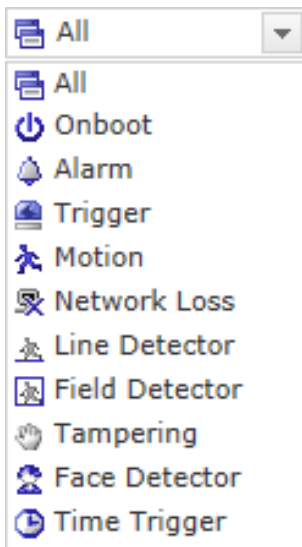 All
All
Onboot
Alarm
Trigger
Motion
Network Loss
Line Detector
Field Detector
Tampering
Face Detector
Time Trigger